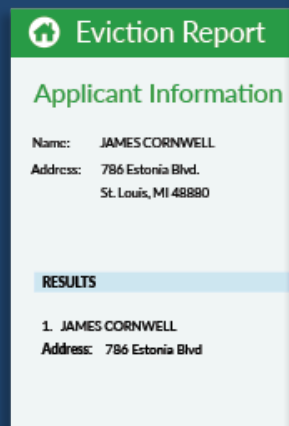 Eviction Report
Applicant Information
Name: JAMES CORNWELL
Address: 786 Estonia Blvd.
St. Louis, MI 48880
RESULTS
1. JAMES CORNWELL
Address: 786 Estonia Blvd